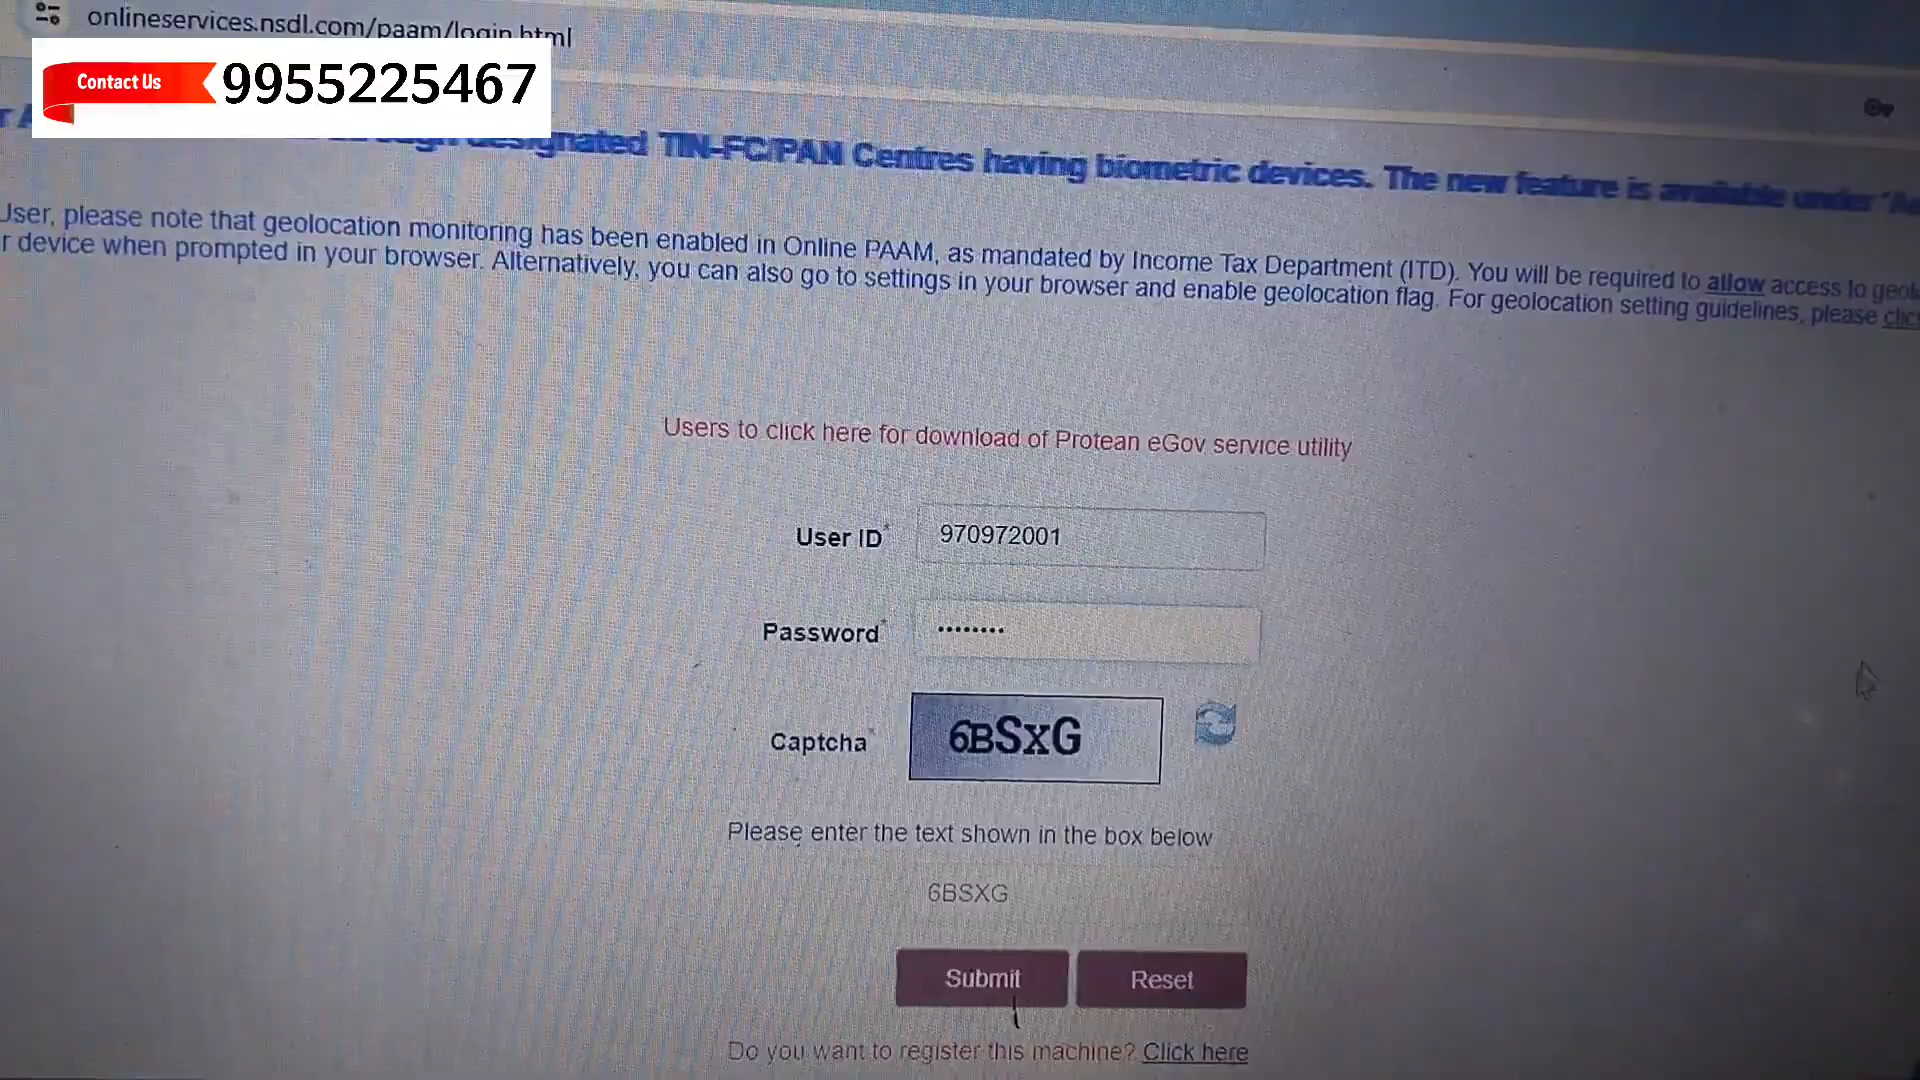 onlineservices.nsdl.com/paam/login.html
Contact Us 9955225467
designated TIN-FC/PAN Centres having biometric devices. The new feature is available under
User, please note that geolocation monitoring has been enabled in Online PAAM, as mandated by Income Tax Department (ITD). You will be required to allow access to
r device when prompted in your browser. Alternatively, you can also go to settings in your browser and enable geolocation flag. For geolocation setting guidelines, please
Users to click here for download of Protean eGov service utility
User ID* 970972001
Password* ••••••••
Captcha* 6BSxG
Please enter the text shown in the box below
6BSXG
Submit Reset
Do you want to register this machine? Click here